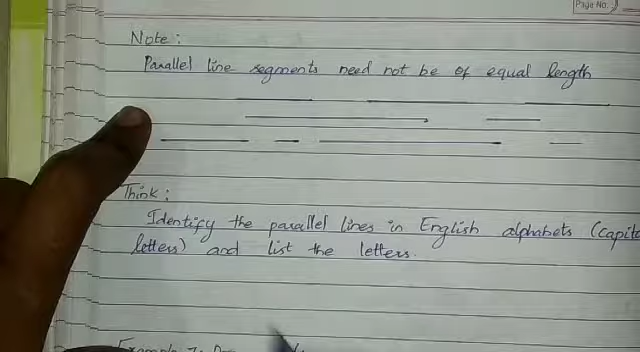 Page No.
Note:
Parallel line segments need not be of equal length
Think:
Identify the parallel lines in English alphabets (capital
letters) and list the letters.